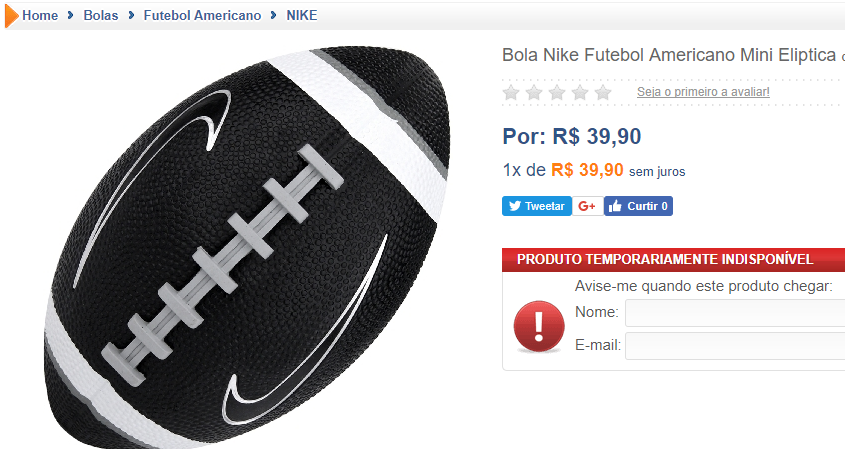 Home > Bolas > Futebol Americano > NIKE
Bola Nike Futebol Americano Mini Eliptica
Seja o primeiro a avaliar!
Por: R$ 39,90
1x de R$ 39,90 sem juros
Tweetar G+ Curtir 0
PRODUTO TEMPORARIAMENTE INDISPONÍVEL
Avise-me quando este produto chegar:
Nome:
E-mail: